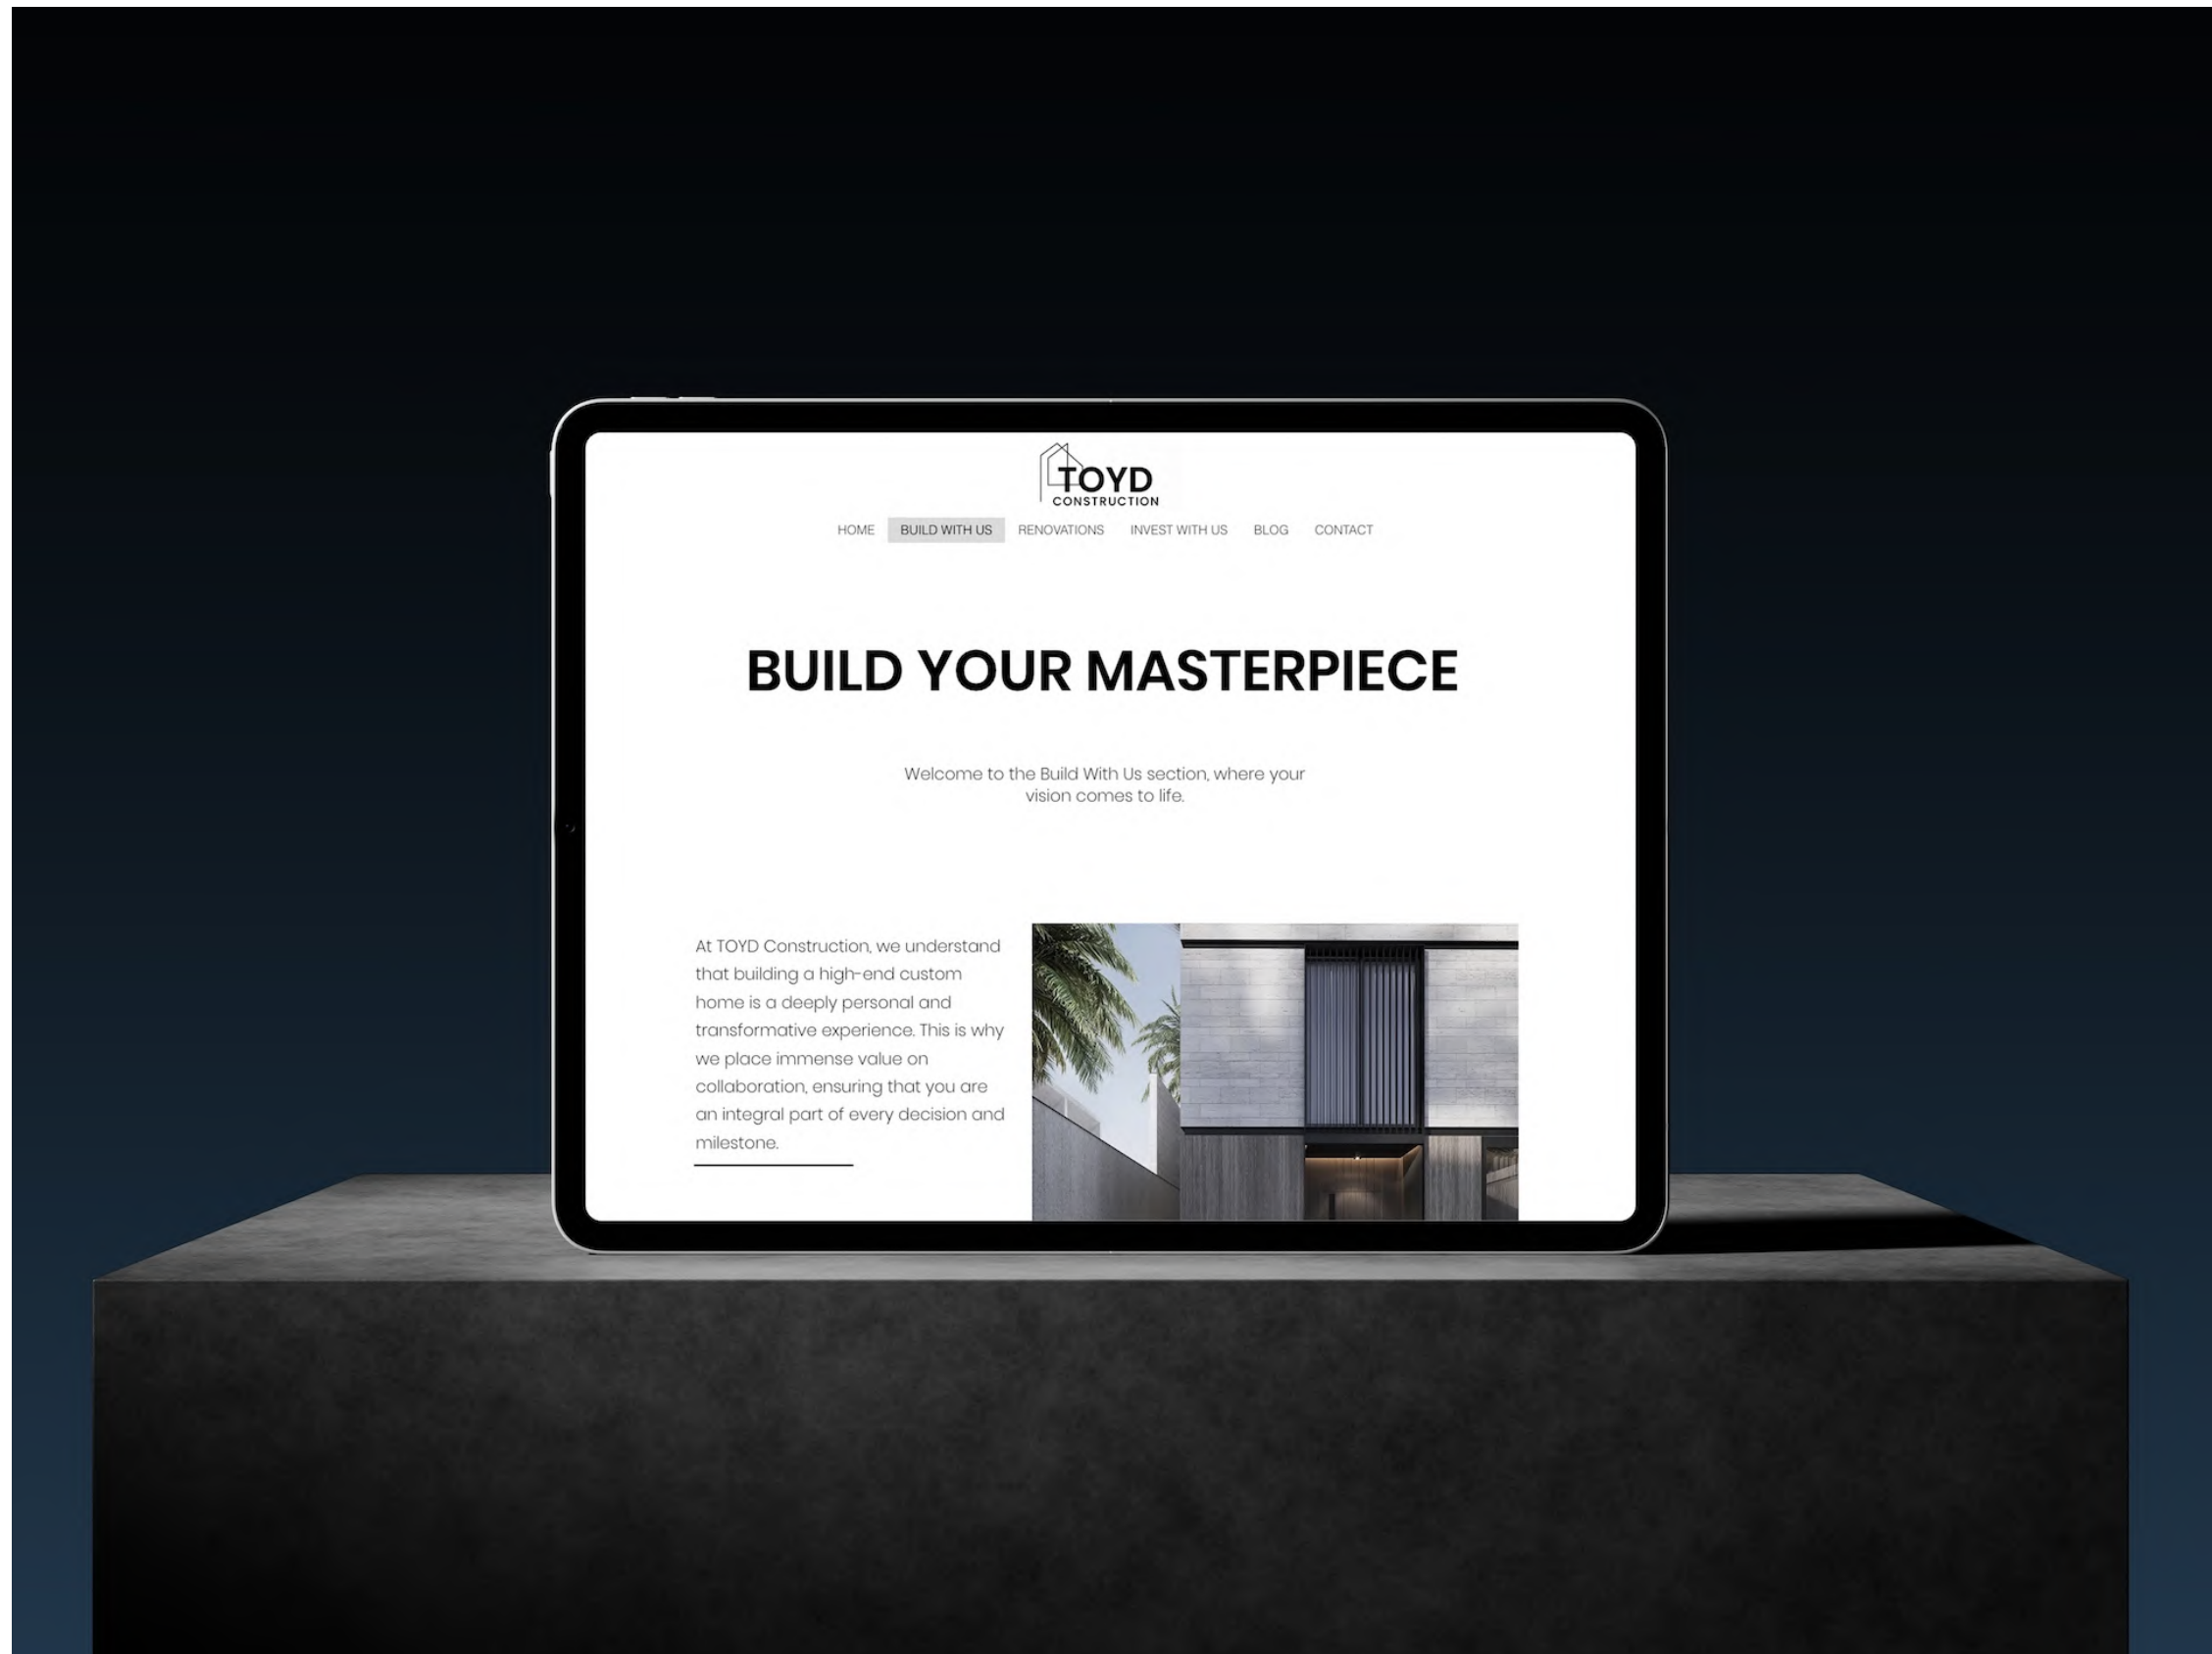 TOYD
CONSTRUCTION
HOME BUILD WITH US RENOVATIONS INVEST WITH US BLOG CONTACT
BUILD YOUR MASTERPIECE
Welcome to the Build With Us section, where your
vision comes to life.
At TOYD Construction, we understand
that building a high-end custom
home is a deeply personal and
transformative experience. This is why
we place immense value on
collaboration, ensuring that you are
an integral part of every decision and
milestone.